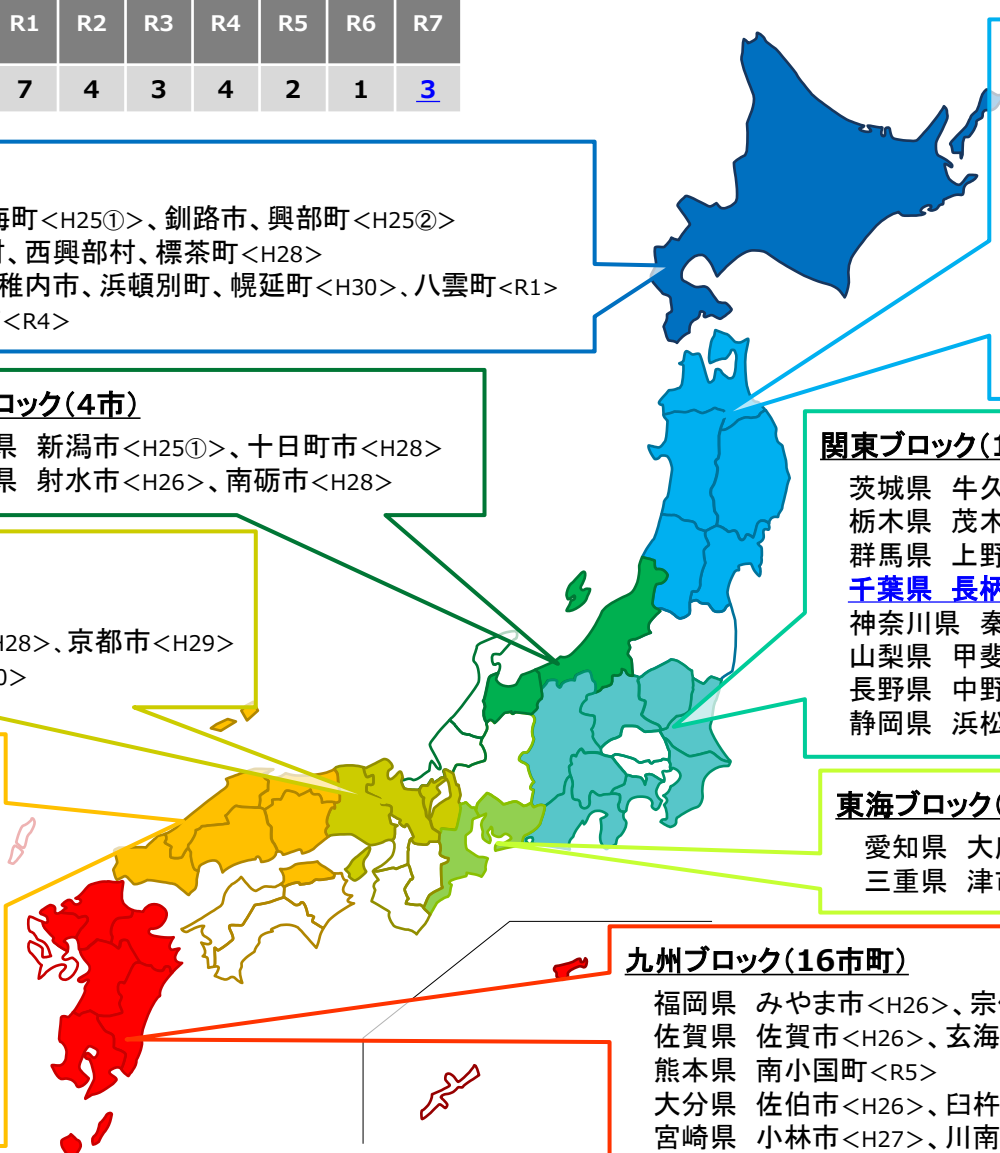 R1 R2 R3 R4 R5 R6 R7
7 4 3 4 2 1 3
海町<H25①>、釧路市、興部町<H25②>
村、西興部村、標茶町<H28>
稚内市、浜頓別町、幌延町<H30>、八雲町<R1>
<R4>
ロック(4市)
県 新潟市<H25①>、十日町市<H28>
県 射水市<H26>、南砺市<H28>
H28>、京都市<H29>
0>
関東ブロック(1
茨城県 牛久
栃木県 茂木
群馬県 上野
千葉県 長柄
神奈川県 秦
山梨県 甲斐
長野県 中野
静岡県 浜松
東海ブロック(
愛知県 大府
三重県 津市
九州ブロック(16市町)
福岡県 みやま市<H26>、宗
佐賀県 佐賀市<H26>、玄海
熊本県 南小国町<R5>
大分県 佐伯市<H26>、臼杵
宮崎県 小林市<H27>、川南